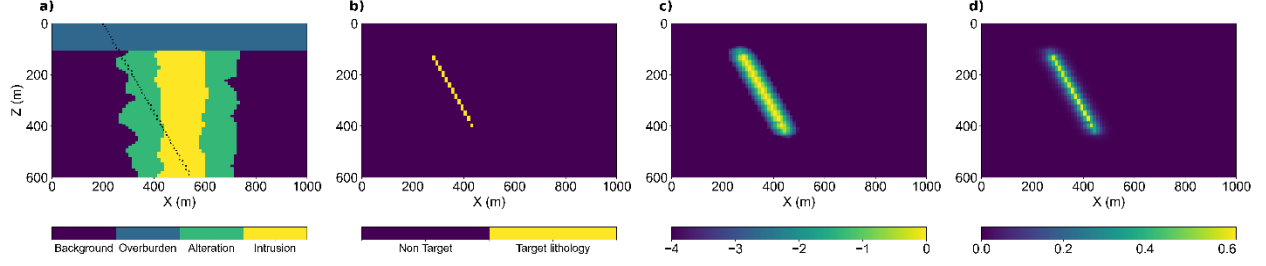 a)
b)
c)
d)
0
200
400
600
Z (m)
0 200 400 600 800 1000
X (m)
Background Overburden Alteration Intrusion
0
200
400
600
0 200 400 600 800 1000
X (m)
Non Target Target lithology
0
200
400
600
0 200 400 600 800 1000
X (m)
−4 −3 −2 −1 0
0
200
400
600
0 200 400 600 800 1000
X (m)
0.0 0.2 0.4 0.6